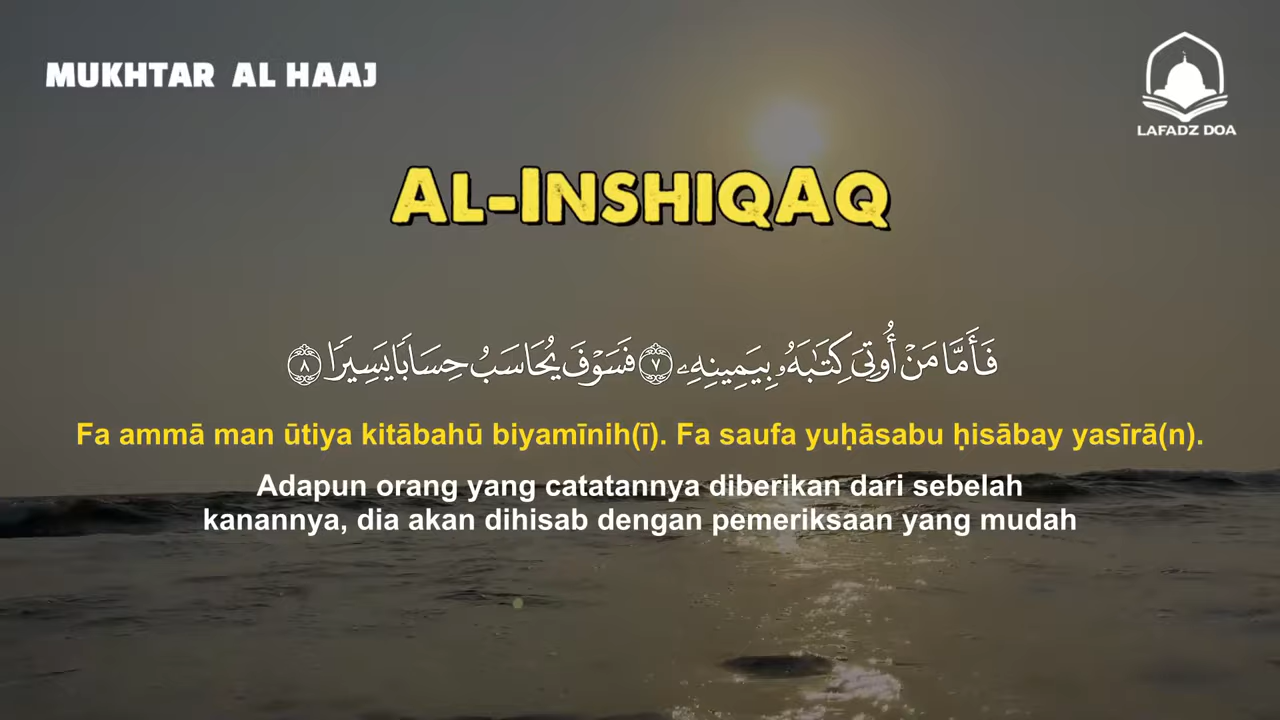 MUKHTAR AL HAAJ
LAFADZ DOA
AL-INSHIQAQ
فَأَمَّا مَنْ أُوتِيَ كِتَٰبَهُۥ بِيَمِينِهِۦ ٧ فَسَوْفَ يُحَاسَبُ حِسَابًا يَسِيرًا ٨
Fa ammā man ūtiya kitābahū biyamīnih(ī). Fa saufa yuḥāsabu ḥisābay yasīrā(n).
Adapun orang yang catatannya diberikan dari sebelah
kanannya, dia akan dihisab dengan pemeriksaan yang mudah